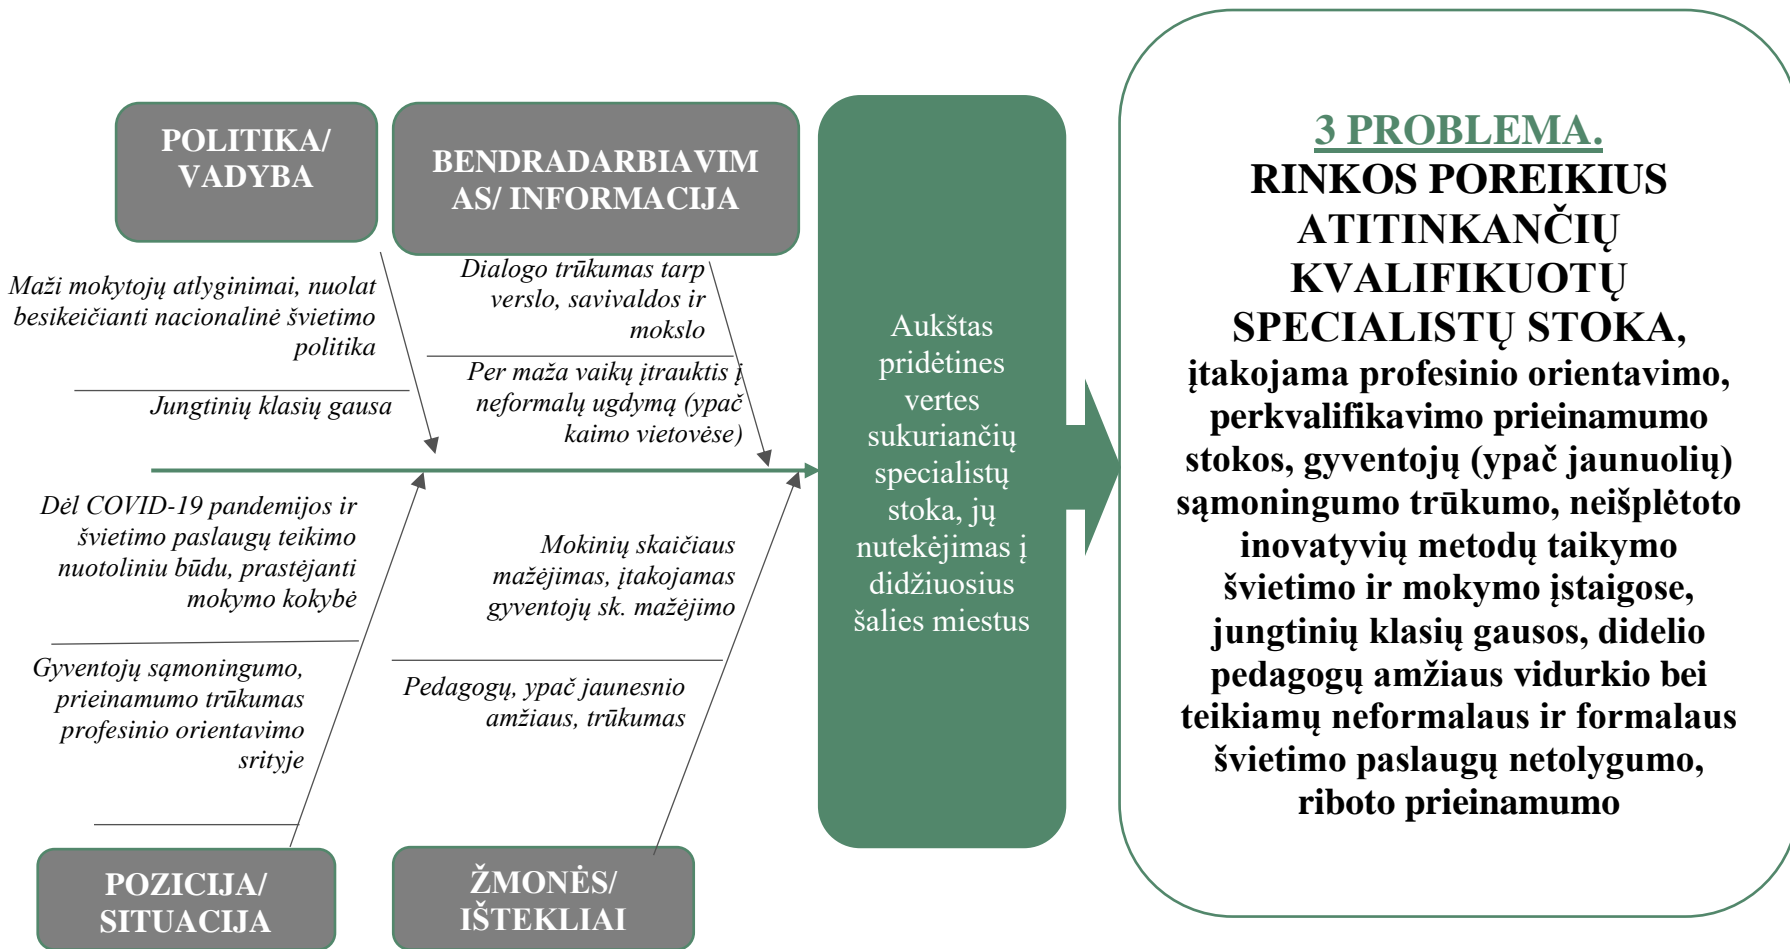 POLITIKA/
VADYBA
BENDRADARBIAVIM
AS/ INFORMACIJA
Maži mokytojų atlyginimai, nuolat
besikeičianti nacionalinė švietimo
politika
Jungtinių klasių gausa
Dialogo trūkumas tarp
verslo, savivaldos ir
mokslo
Per maža vaikų įtrauktis į
neformalų ugdymą (ypač
kaimo vietovėse)
Dėl COVID-19 pandemijos ir
švietimo paslaugų teikimo
nuotoliniu būdu, prastėjanti
mokymo kokybė
Gyventojų sąmoningumo,
prieinamumo trūkumas
profesinio orientavimo
srityje
Mokinių skaičiaus
mažėjimas, įtakojamas
gyventojų sk. mažėjimo
Pedagogų, ypač jaunesnio
amžiaus, trūkumas
POZICIJA/
SITUACIJA
ŽMONĖS/
IŠTEKLIAI
Aukštas
pridėtines
vertes
sukuriančių
specialistų
stoka, jų
nutekėjimas į
didžiuosius
šalies miestus
3 PROBLEMA.
RINKOS POREIKIUS
ATITINKANČIŲ
KVALIFIKUOTŲ
SPECIALISTŲ STOKA,
įtakojama profesinio orientavimo,
perkvalifikavimo prieinamumo
stokos, gyventojų (ypač jaunuolių)
sąmoningumo trūkumo, neišplėtoto
inovatyvių metodų taikymo
švietimo ir mokymo įstaigose,
jungtinių klasių gausos, didelio
pedagogų amžiaus vidurkio bei
teikiamų neformalaus ir formalaus
švietimo paslaugų netolygumo,
riboto prieinamumo